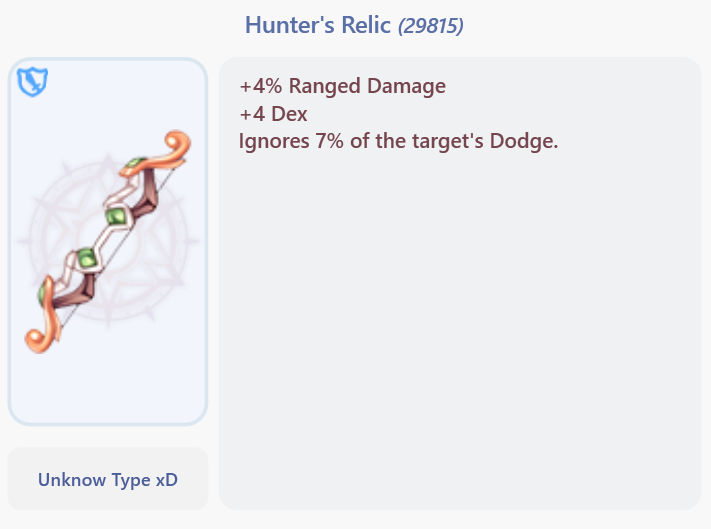 Hunter's Relic (29815)
+4% Ranged Damage
+4 Dex
Ignores 7% of the target's Dodge.
Unknow Type xD